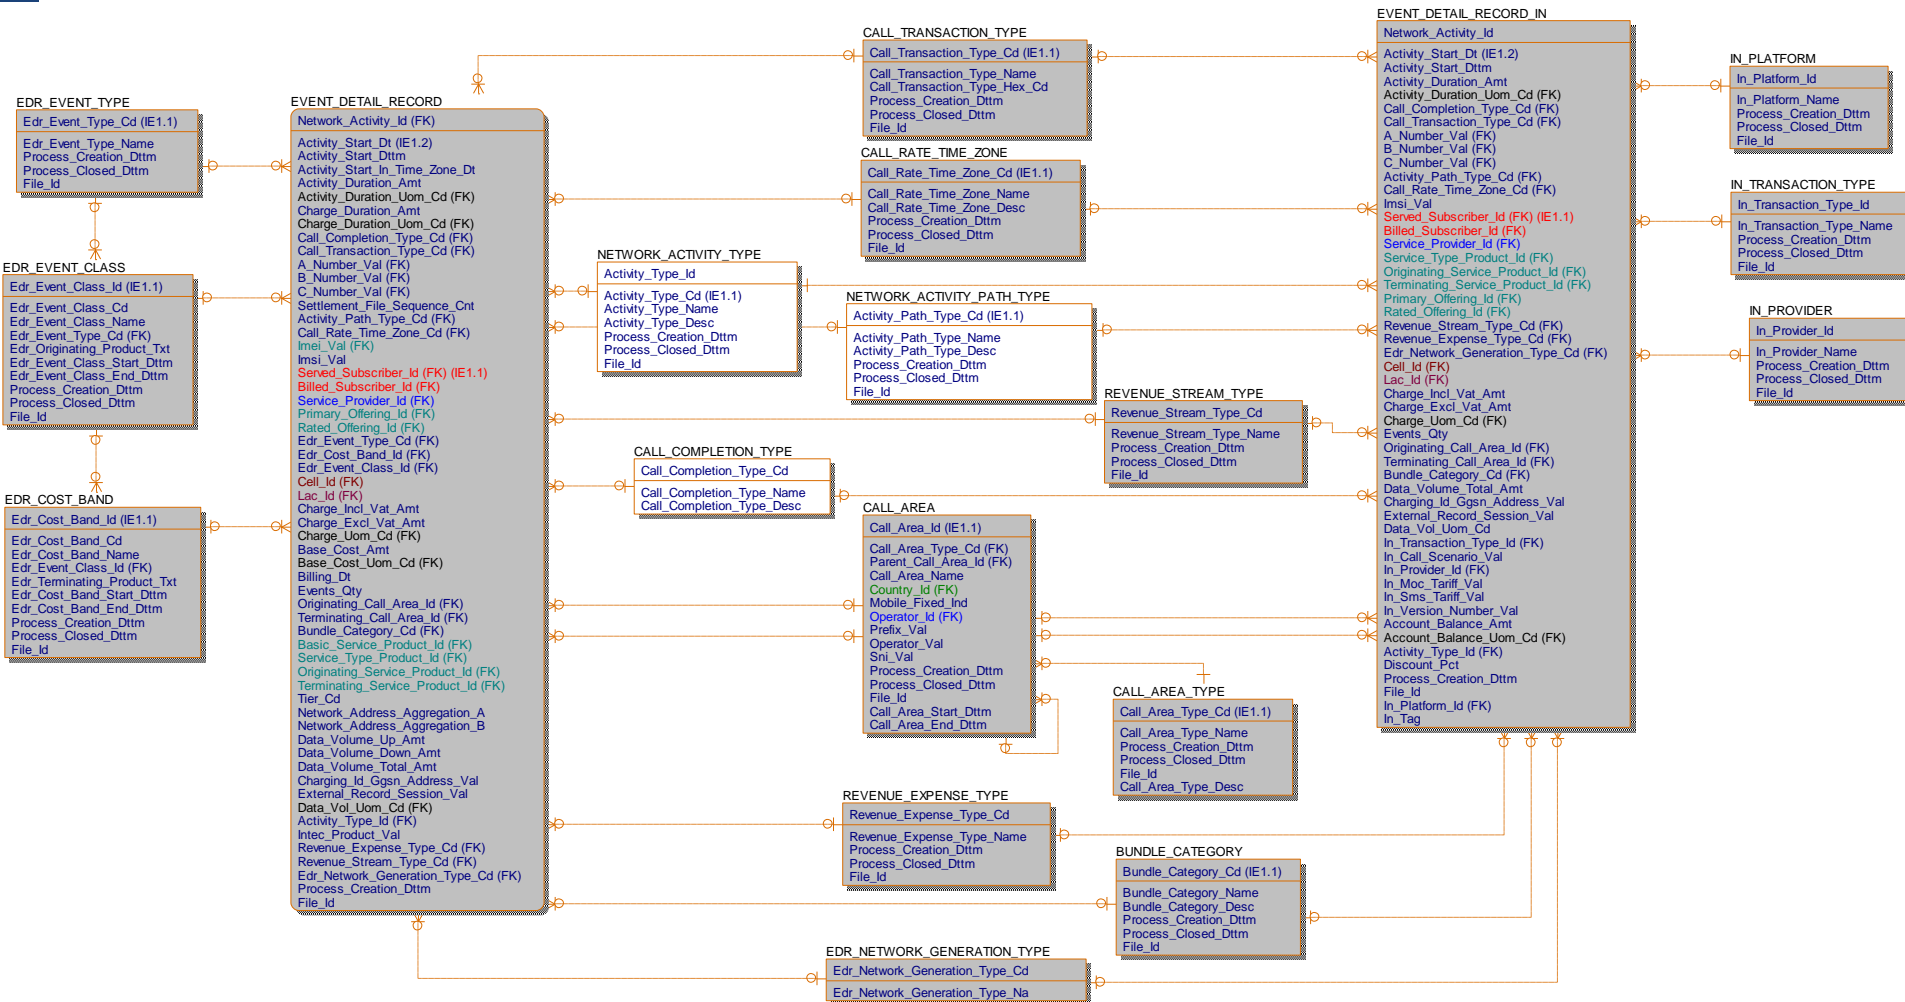 EDR_EVENT_TYPE
Edr_Event_Type_Cd (IE1.1)
Edr_Event_Type_Name
Process_Creation_Dttm
Process_Closed_Dttm
File_Id
EDR_EVENT_CLASS
Edr_Event_Class_Id (IE1.1)
Edr_Event_Class_Cd
Edr_Event_Class_Name
Edr_Event_Type_Cd (FK)
Edr_Originating_Product_Txt
Edr_Event_Class_Start_Dttm
Edr_Event_Class_End_Dttm
Process_Creation_Dttm
Process_Closed_Dttm
File_Id
EDR_COST_BAND
Edr_Cost_Band_Id (IE1.1)
Edr_Cost_Band_Cd
Edr_Cost_Band_Name
Edr_Event_Class_Id (FK)
Edr_Terminating_Product_Txt
Edr_Cost_Band_Start_Dttm
Edr_Cost_Band_End_Dttm
Process_Creation_Dttm
Process_Closed_Dttm
File_Id
EVENT_DETAIL_RECORD
Network_Activity_Id (FK)
Activity_Start_Dt (IE1.2)
Activity_Start_Dttm
Activity_Start_In_Time_Zone_Dt
Activity_Duration_Amt
Activity_Duration_Uom_Cd (FK)
Charge_Duration_Amt
Charge_Duration_Uom_Cd (FK)
Call_Completion_Type_Cd (FK)
Call_Transaction_Type_Cd (FK)
A_Number_Val (FK)
B_Number_Val (FK)
C_Number_Val (FK)
Settlement_File_Sequence_Cnt
Activity_Path_Type_Cd (FK)
Call_Rate_Time_Zone_Cd (FK)
Imei_Val (FK)
Imsi_Val
Served_Subscriber_Id (FK) (IE1.1)
Billed_Subscriber_Id (FK)
Service_Provider_Id (FK)
Primary_Offering_Id (FK)
Rated_Offering_Id (FK)
Edr_Event_Type_Cd (FK)
Edr_Cost_Band_Id (FK)
Edr_Event_Class_Id (FK)
Cell_Id (FK)
Lac_Id (FK)
Charge_Incl_Vat_Amt
Charge_Excl_Vat_Amt
Charge_Uom_Cd (FK)
Base_Cost_Amt
Base_Cost_Uom_Cd (FK)
Billing_Dt
Events_Qty
Originating_Call_Area_Id (FK)
Terminating_Call_Area_Id (FK)
Bundle_Category_Cd (FK)
Basic_Service_Product_Id (FK)
Service_Type_Product_Id (FK)
Originating_Service_Product_Id (FK)
Terminating_Service_Product_Id (FK)
Tier_Cd
Network_Address_Aggregation_A
Network_Address_Aggregation_B
Data_Volume_Up_Amt
Data_Volume_Down_Amt
Data_Volume_Total_Amt
Charging_Id_Ggsn_Address_Val
External_Record_Session_Val
Data_Vol_Uom_Cd (FK)
Activity_Type_Id (FK)
Intec_Product_Val
Revenue_Expense_Type_Cd (FK)
Revenue_Stream_Type_Cd (FK)
Edr_Network_Generation_Type_Cd (FK)
Process_Creation_Dttm
File_Id
CALL_TRANSACTION_TYPE
Call_Transaction_Type_Cd (IE1.1)
Call_Transaction_Type_Name
Call_Transaction_Type_Hex_Cd
Process_Creation_Dttm
Process_Closed_Dttm
File_Id
CALL_RATE_TIME_ZONE
Call_Rate_Time_Zone_Cd (IE1.1)
Call_Rate_Time_Zone_Name
Call_Rate_Time_Zone_Desc
Process_Creation_Dttm
Process_Closed_Dttm
File_Id
NETWORK_ACTIVITY_TYPE
Activity_Type_Id
Activity_Type_Cd (IE1.1)
Activity_Type_Name
Activity_Type_Desc
Process_Creation_Dttm
Process_Closed_Dttm
File_Id
NETWORK_ACTIVITY_PATH_TYPE
Activity_Path_Type_Cd (IE1.1)
Activity_Path_Type_Name
Activity_Path_Type_Desc
Process_Creation_Dttm
Process_Closed_Dttm
File_Id
REVENUE_STREAM_TYPE
Revenue_Stream_Type_Cd
Revenue_Stream_Type_Name
Process_Creation_Dttm
Process_Closed_Dttm
File_Id
CALL_COMPLETION_TYPE
Call_Completion_Type_Cd
Call_Completion_Type_Name
Call_Completion_Type_Desc
CALL_AREA
Call_Area_Id (IE1.1)
Call_Area_Type_Cd (FK)
Parent_Call_Area_Id (FK)
Call_Area_Name
Country_Id (FK)
Mobile_Fixed_Ind
Operator_Id (FK)
Prefix_Val
Operator_Val
Sni_Val
Process_Creation_Dttm
Process_Closed_Dttm
File_Id
Call_Area_Start_Dttm
Call_Area_End_Dttm
CALL_AREA_TYPE
Call_Area_Type_Cd (IE1.1)
Call_Area_Type_Name
Process_Creation_Dttm
Process_Closed_Dttm
File_Id
Call_Area_Type_Desc
REVENUE_EXPENSE_TYPE
Revenue_Expense_Type_Cd
Revenue_Expense_Type_Name
Process_Creation_Dttm
Process_Closed_Dttm
File_Id
BUNDLE_CATEGORY
Bundle_Category_Cd (IE1.1)
Bundle_Category_Name
Bundle_Category_Desc
Process_Creation_Dttm
Process_Closed_Dttm
File_Id
EDR_NETWORK_GENERATION_TYPE
Edr_Network_Generation_Type_Cd
Edr_Network_Generation_Type_Na
EVENT_DETAIL_RECORD_IN
Network_Activity_Id
Activity_Start_Dt (IE1.2)
Activity_Start_Dttm
Activity_Duration_Amt
Activity_Duration_Uom_Cd (FK)
Call_Completion_Type_Cd (FK)
Call_Transaction_Type_Cd (FK)
A_Number_Val (FK)
B_Number_Val (FK)
C_Number_Val (FK)
Activity_Path_Type_Cd (FK)
Call_Rate_Time_Zone_Cd (FK)
Imsi_Val
Served_Subscriber_Id (FK) (IE1.1)
Billed_Subscriber_Id (FK)
Service_Provider_Id (FK)
Service_Type_Product_Id (FK)
Originating_Service_Product_Id (FK)
Terminating_Service_Product_Id (FK)
Primary_Offering_Id (FK)
Rated_Offering_Id (FK)
Revenue_Stream_Type_Cd (FK)
Revenue_Expense_Type_Cd (FK)
Edr_Network_Generation_Type_Cd (FK)
Cell_Id (FK)
Lac_Id (FK)
Charge_Incl_Vat_Amt
Charge_Excl_Vat_Amt
Charge_Uom_Cd (FK)
Events_Qty
Originating_Call_Area_Id (FK)
Terminating_Call_Area_Id (FK)
Bundle_Category_Cd (FK)
Data_Volume_Total_Amt
Charging_Id_Ggsn_Address_Val
External_Record_Session_Val
Data_Vol_Uom_Cd
In_Transaction_Type_Id (FK)
In_Call_Scenario_Val
In_Provider_Id (FK)
In_Moc_Tariff_Val
In_Sms_Tariff_Val
In_Version_Number_Val
Account_Balance_Amt
Account_Balance_Uom_Cd (FK)
Activity_Type_Id (FK)
Discount_Pct
Process_Creation_Dttm
File_Id
In_Platform_Id (FK)
In_Tag
IN_PLATFORM
In_Platform_Id
In_Platform_Name
Process_Creation_Dttm
Process_Closed_Dttm
File_Id
IN_TRANSACTION_TYPE
In_Transaction_Type_Id
In_Transaction_Type_Name
Process_Creation_Dttm
Process_Closed_Dttm
File_Id
IN_PROVIDER
In_Provider_Id
In_Provider_Name
Process_Creation_Dttm
Process_Closed_Dttm
File_Id